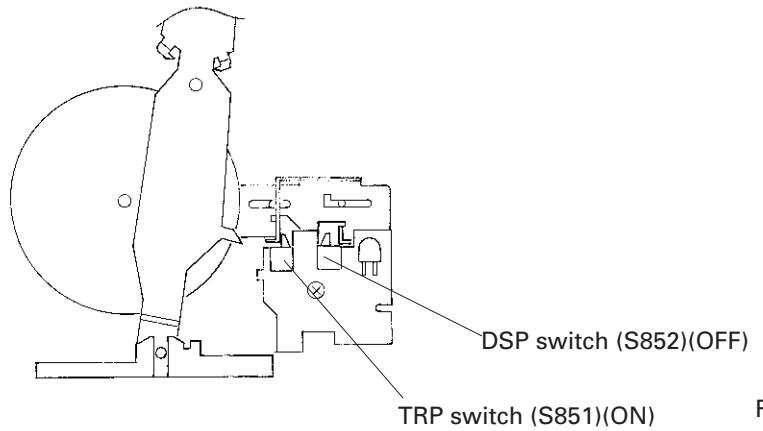 DSP switch (S852)(OFF)
TRP switch (S851)(ON)
F